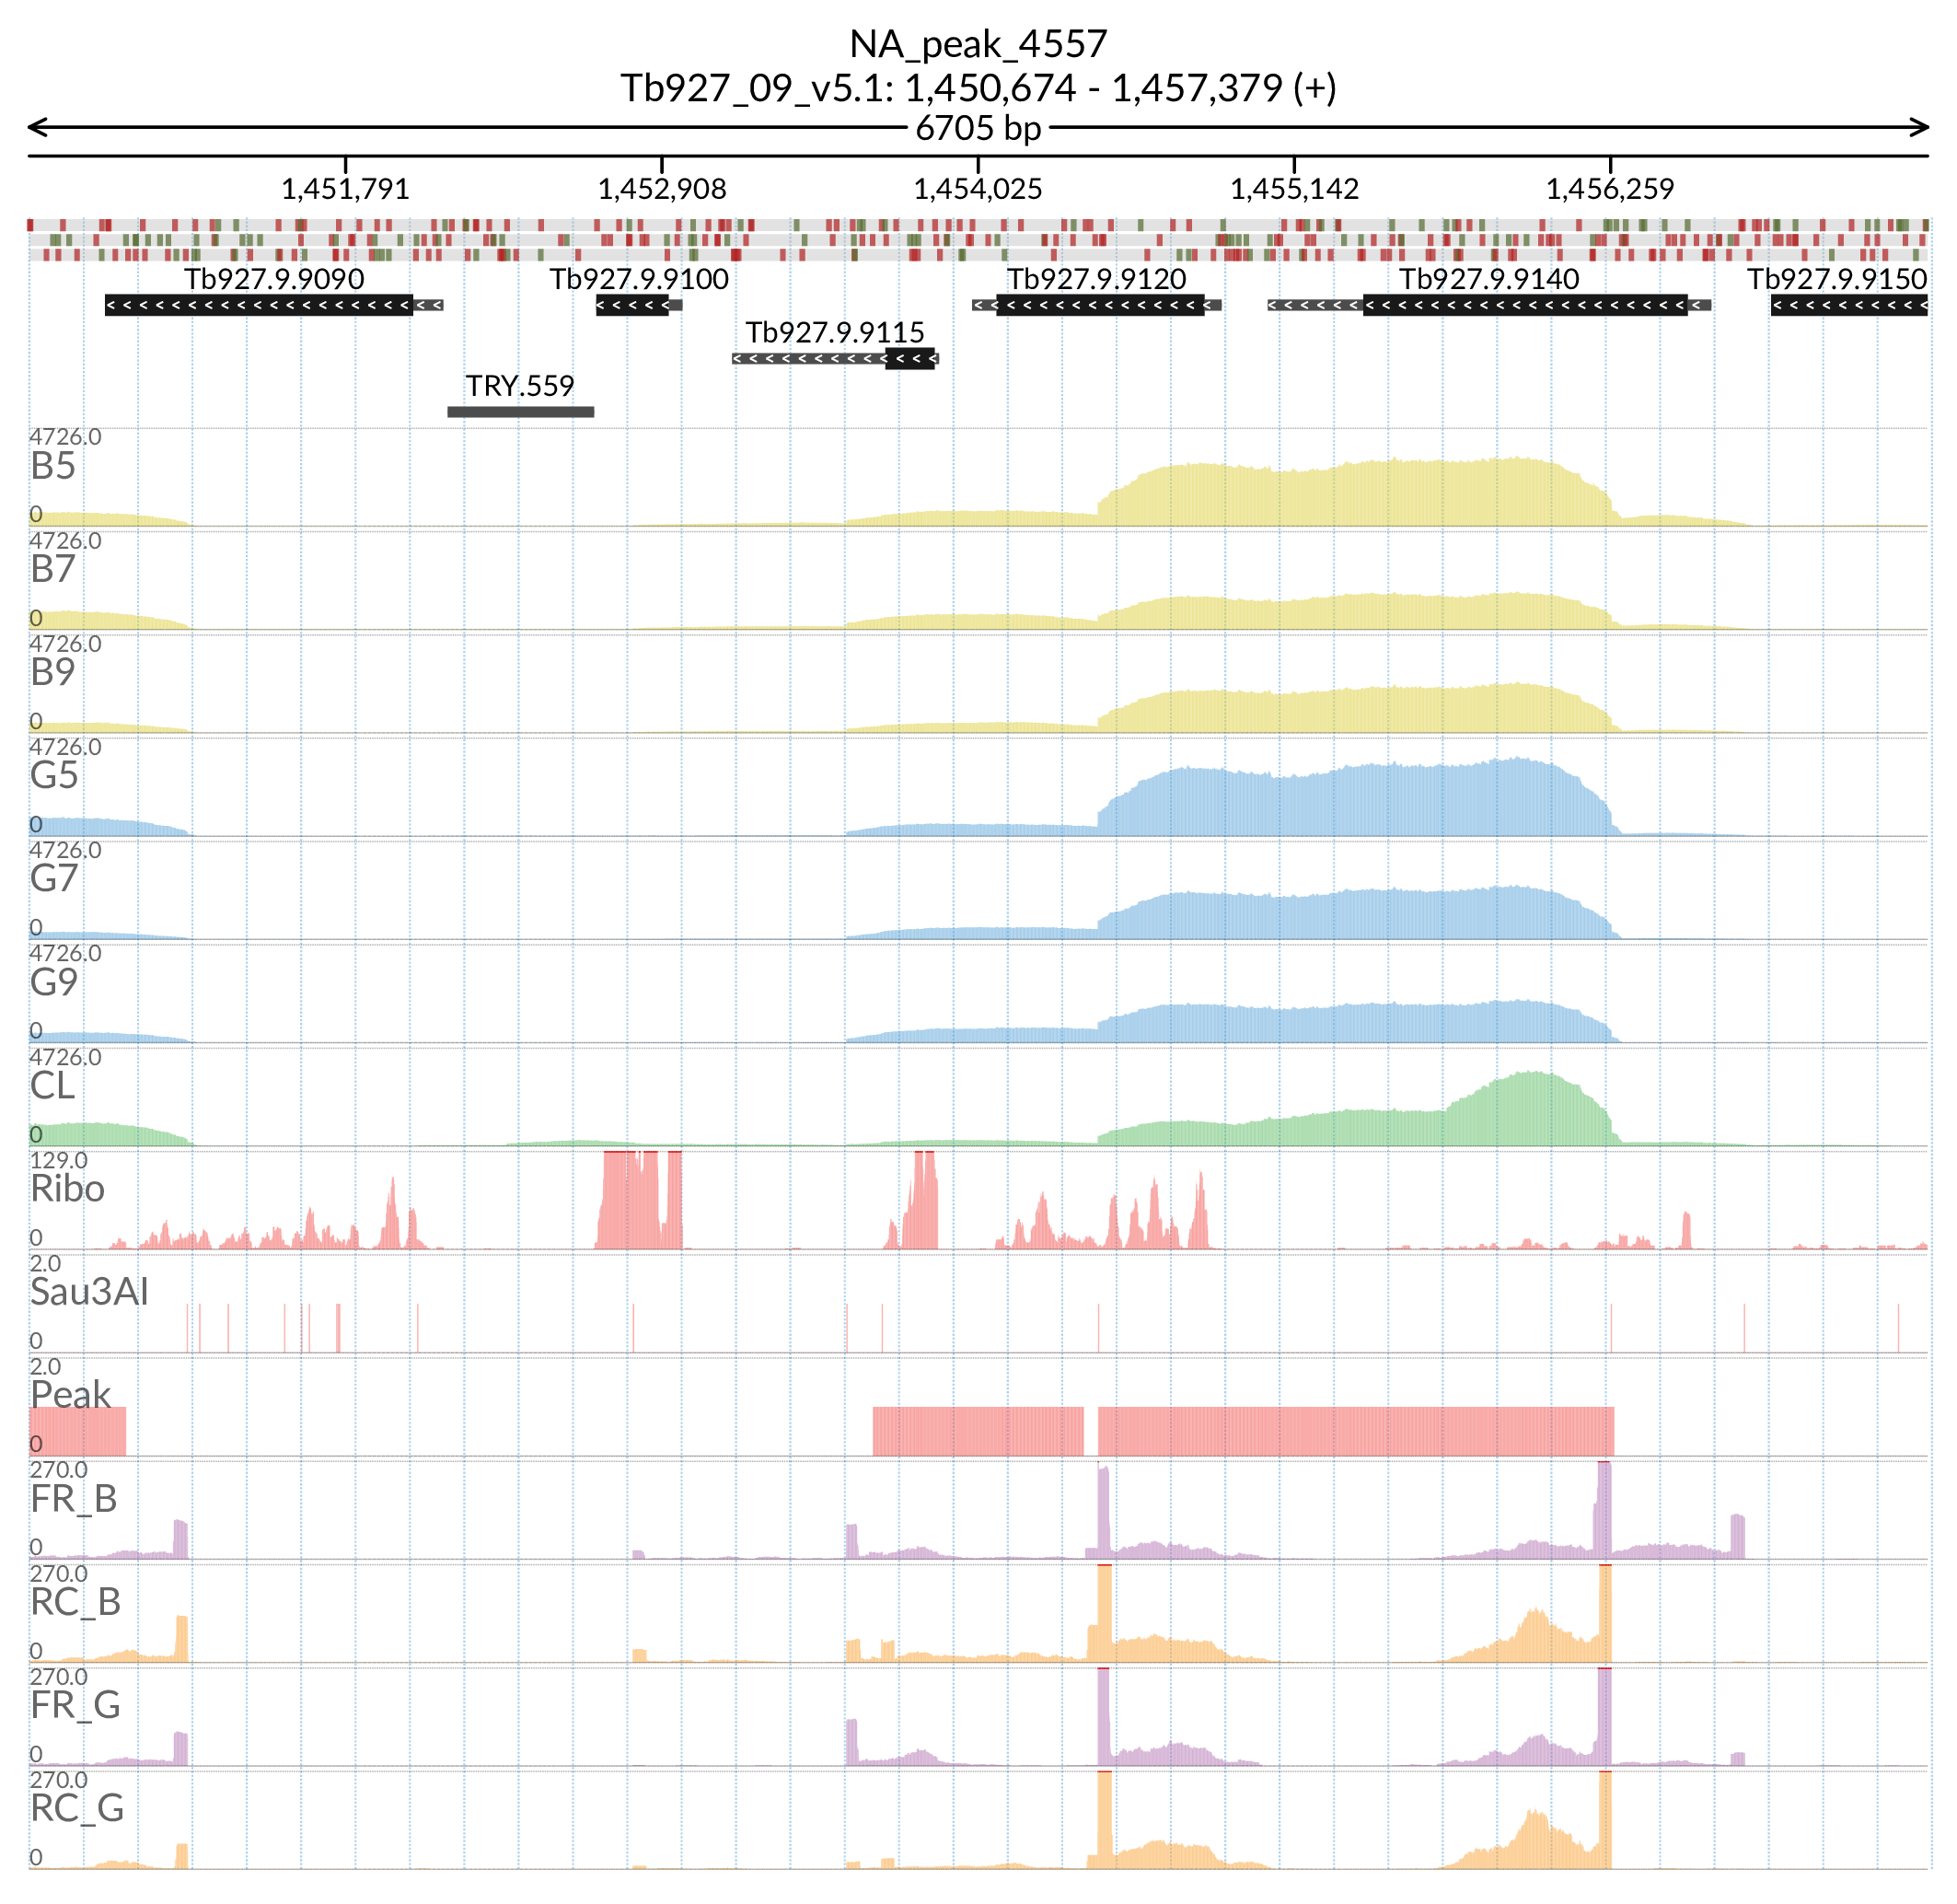 NA_peak_4557
Tb927_09_v5.1: 1,450,674 - 1,457,379 (+)
6705 bp
1,451,791 1,452,908 1,454,025 1,455,142 1,456,259
Tb927.9.9090 Tb927.9.9100 Tb927.9.9120 Tb927.9.9140 Tb927.9.9150
Tb927.9.9115
TRY.559
4726.0
B5
0
4726.0
B7
0
4726.0
B9
0
4726.0
G5
0
4726.0
G7
0
4726.0
G9
0
4726.0
CL
0
129.0
Ribo
0
2.0
Sau3AI
0
2.0
Peak
0
270.0
FR_B
0
270.0
RC_B
0
270.0
FR_G
0
270.0
RC_G
0